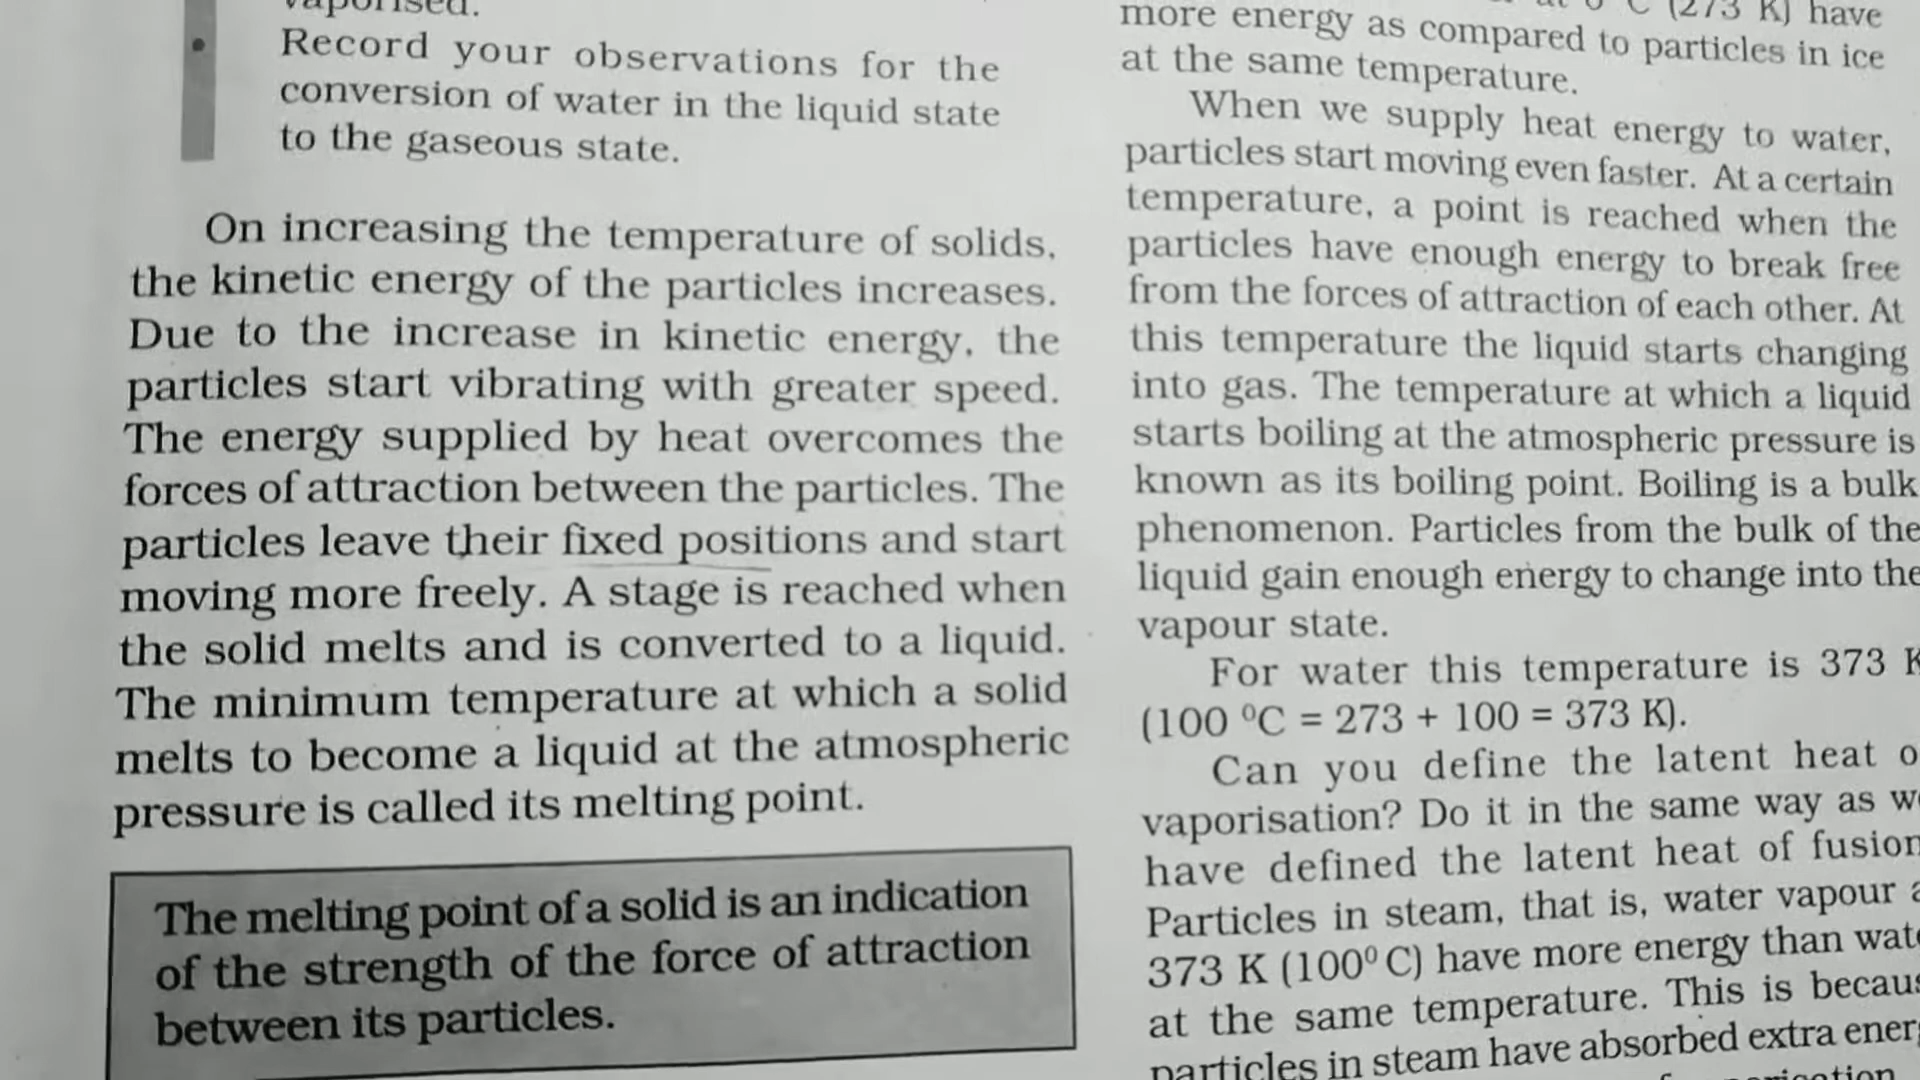 vaporised.
• Record your observations for the
conversion of water in the liquid state
to the gaseous state.
On increasing the temperature of solids,
the kinetic energy of the particles increases.
Due to the increase in kinetic energy, the
particles start vibrating with greater speed.
The energy supplied by heat overcomes the
forces of attraction between the particles. The
particles leave their fixed positions and start
moving more freely. A stage is reached when
the solid melts and is converted to a liquid.
The minimum temperature at which a solid
melts to become a liquid at the atmospheric
pressure is called its melting point.
The melting point of a solid is an indication
of the strength of the force of attraction
between its particles.
at 0 °C (273 K) have
more energy as compared to particles in ice
at the same temperature.
When we supply heat energy to water,
particles start moving even faster. At a certain
temperature, a point is reached when the
particles have enough energy to break free
from the forces of attraction of each other. At
this temperature the liquid starts changing
into gas. The temperature at which a liquid
starts boiling at the atmospheric pressure is
known as its boiling point. Boiling is a bulk
phenomenon. Particles from the bulk of the
liquid gain enough energy to change into the
vapour state.
For water this temperature is 373 K
(100 °C = 273 + 100 = 373 K).
Can you define the latent heat o
vaporisation? Do it in the same way as w
have defined the latent heat of fusion
Particles in steam, that is, water vapour a
373 K (100° C) have more energy than wat
at the same temperature. This is becaus
particles in steam have absorbed extra ener